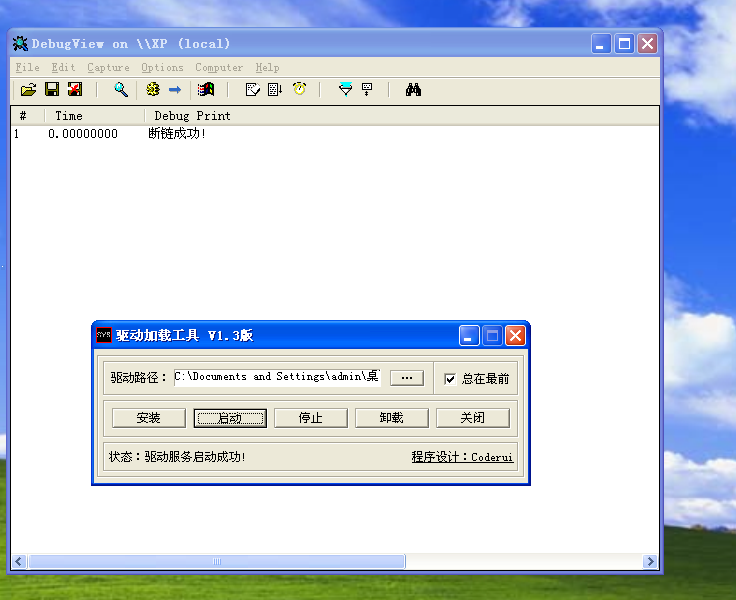 DebugView on \\XP (local)
File Edit Capture Options Computer Help
# Time Debug Print
1 0.00000000 断链成功!
SYS 驱动加载工具 V1.3版
驱动路径： C:\Documents and Settings\admin\桌 ... 总在最前
安装 启动 停止 卸载 关闭
状态：驱动服务启动成功! 程序设计：Coderui